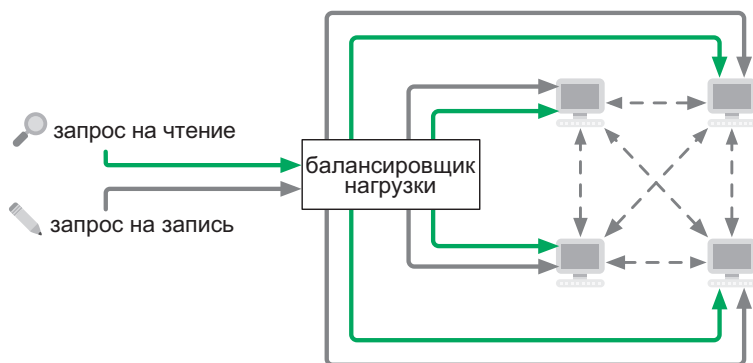 запрос на чтение
балансировщик
нагрузки
запрос на запись